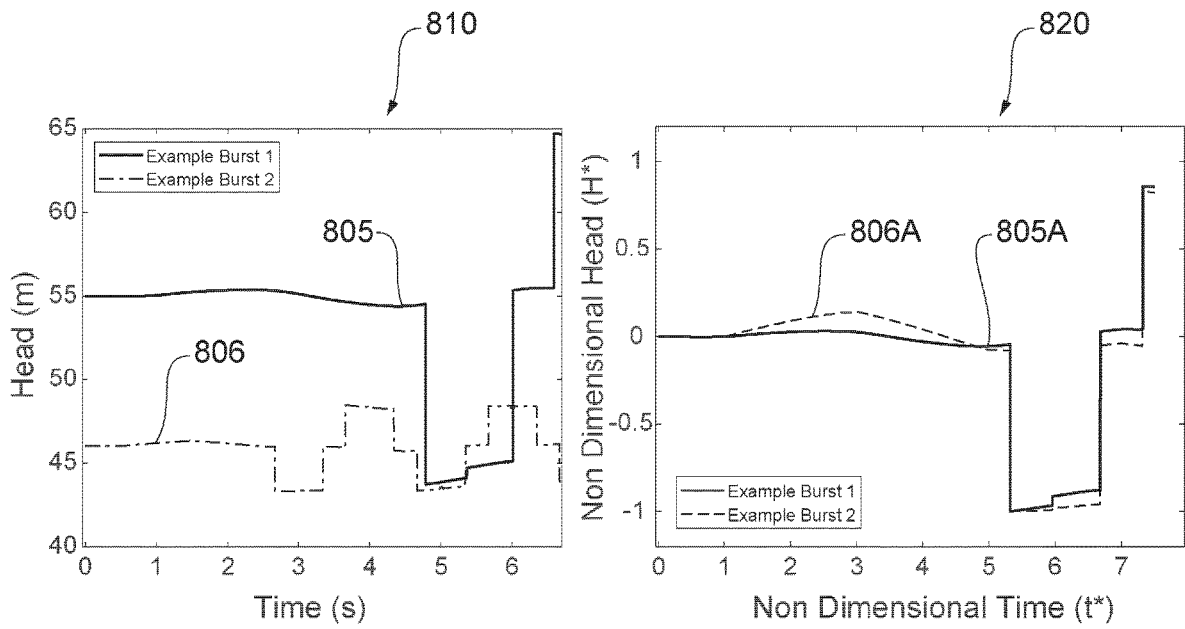 810
820
65
60
55
50
45
40
Head (m)
Example Burst 1
Example Burst 2
805
806
0 1 2 3 4 5 6
Time (s)
1
0.5
0
-0.5
-1
Non Dimensional Head (H*)
806A
805A
Example Burst 1
Example Burst 2
0 1 2 3 4 5 6 7
Non Dimensional Time (t*)